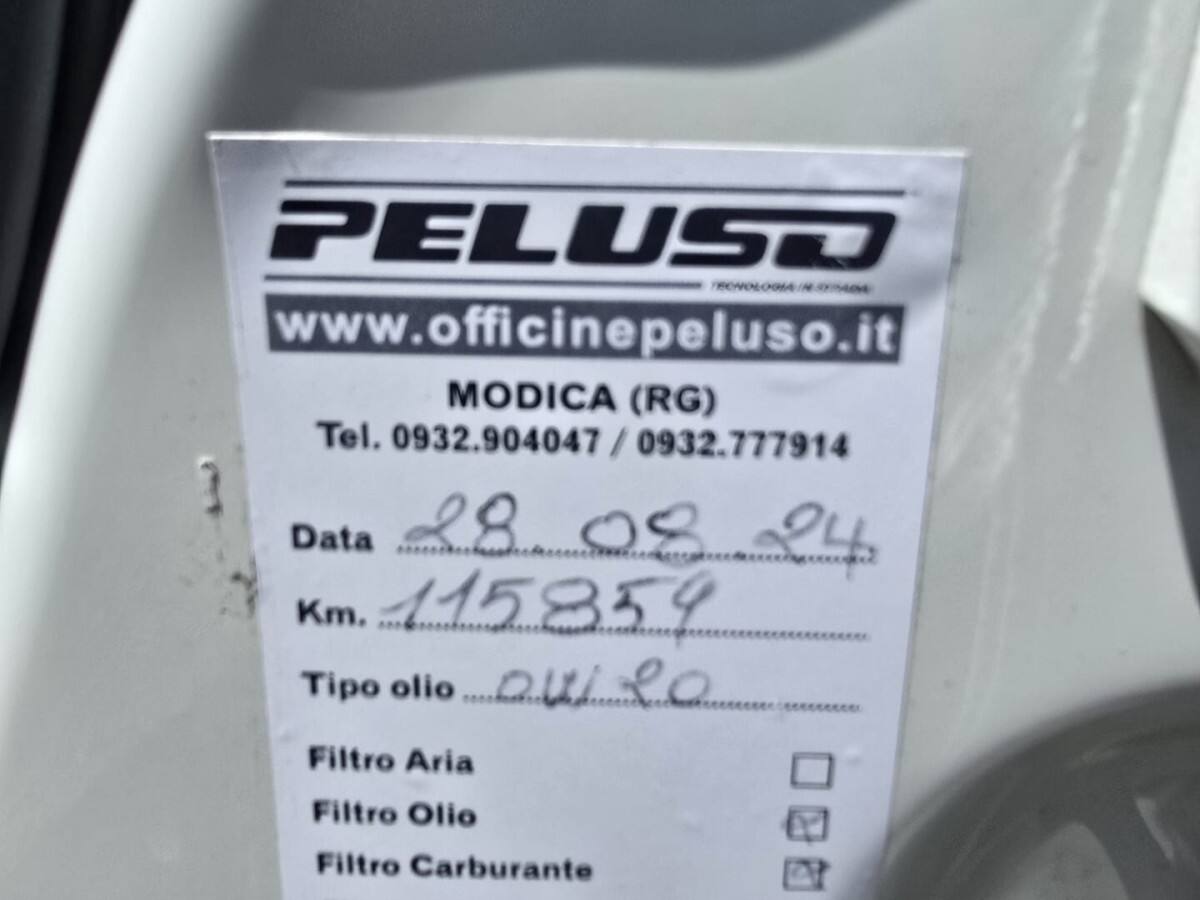 PELUSO
TECNOLOGIA IN STRADA
www.officinepeluso.it
MODICA (RG)
Tel. 0932.904047 / 0932.777914
Data 28.08.24
Km. 115859
Tipo olio 0W20
Filtro Aria
Filtro Olio
Filtro Carburante